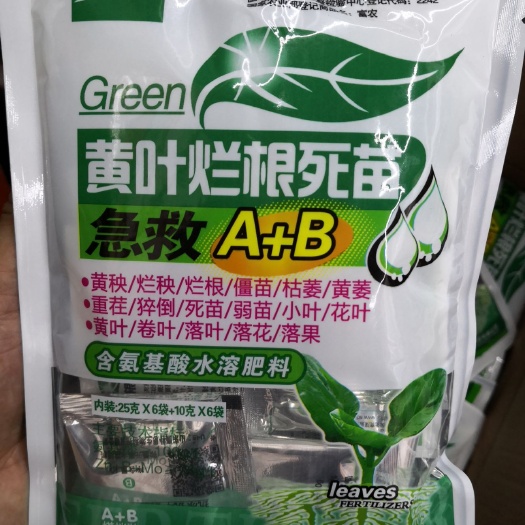 Green
黄叶烂根死苗
急救 A+B
•黄秧/烂秧/烂根/僵苗/枯萎/黄萎
•重茬/猝倒/死苗/弱苗/小叶/花叶
•黄叶/卷叶/落叶/落花/落果
含氨基酸水溶肥料
内装:25克X6袋+10克X6袋
leaves
FERTILIZER
A+B